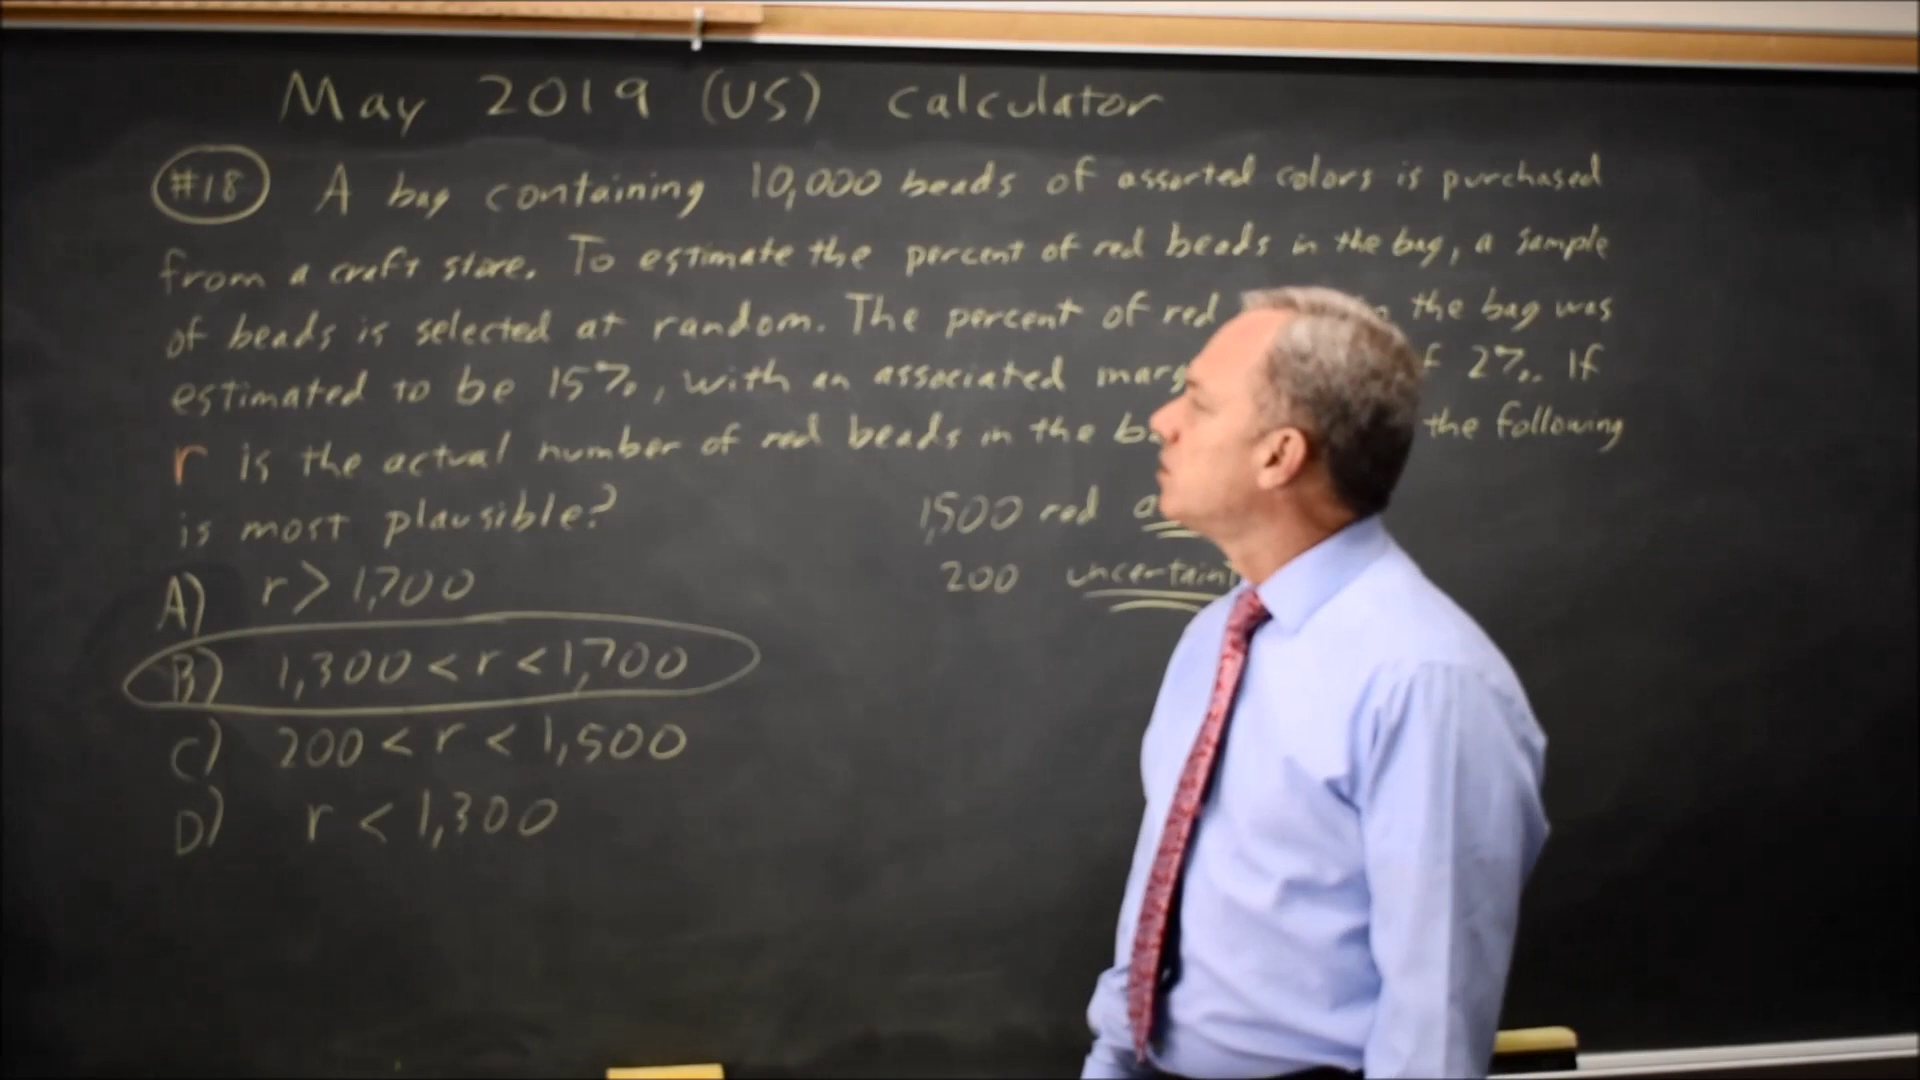 May 2019 (US) Calculator
#18 A bag containing 10,000 beads of assorted colors is purchased
from a craft store. To estimate the percent of red beads in the bag, a sample
of beads is selected at random. The percent of red the bag was
estimated to be 15%, with an associated 2%. If
r is the actual number of red beads in the the following
is most plausible?
1,500 red
200
A) r > 1,700
B) 1,300 < r < 1,700
C) 200 < r < 1,500
D) r < 1,300